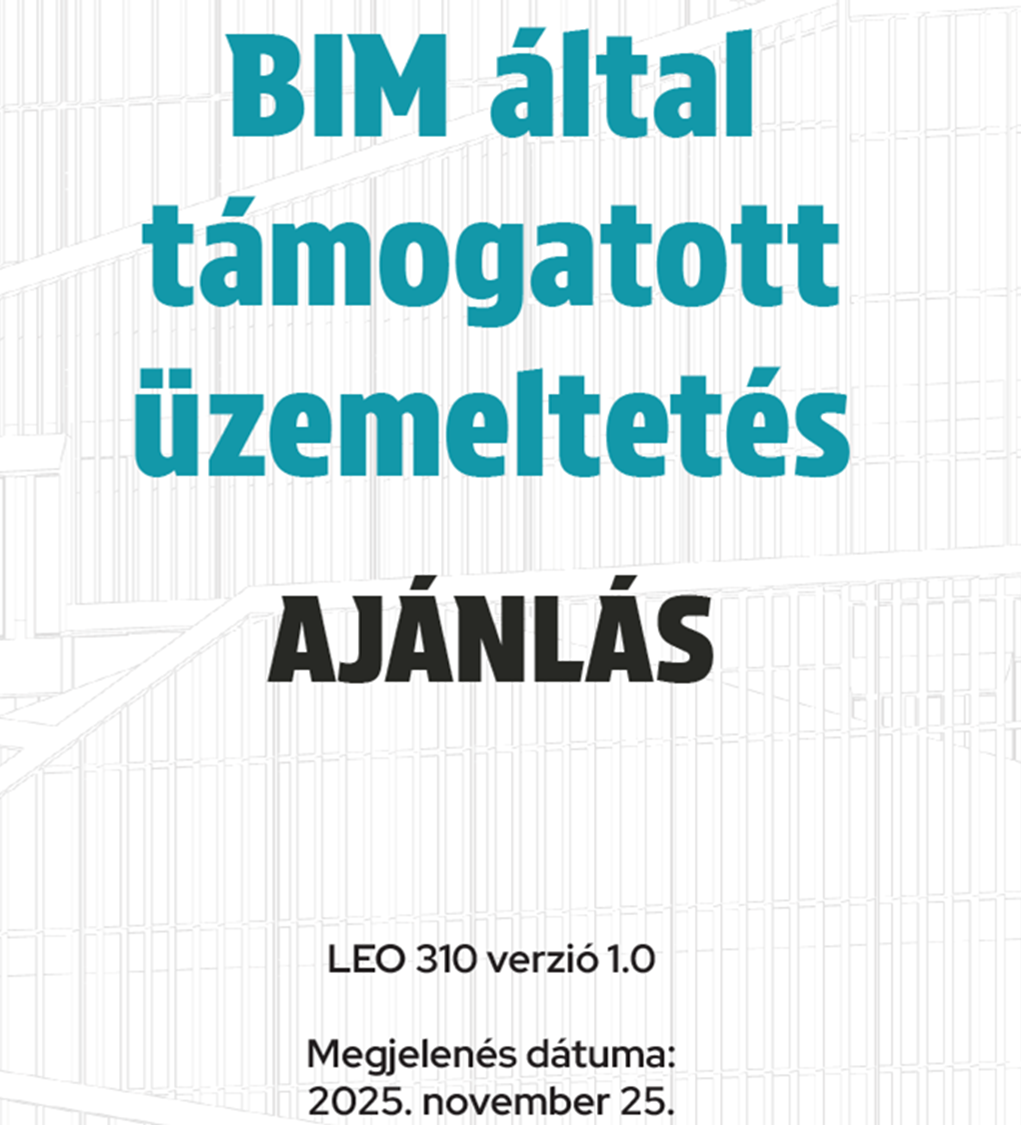 BIM által
támogatott
üzemeltetés
AJÁNLÁS
LEO 310 verzió 1.0
Megjelenés dátuma:
2025. november 25.